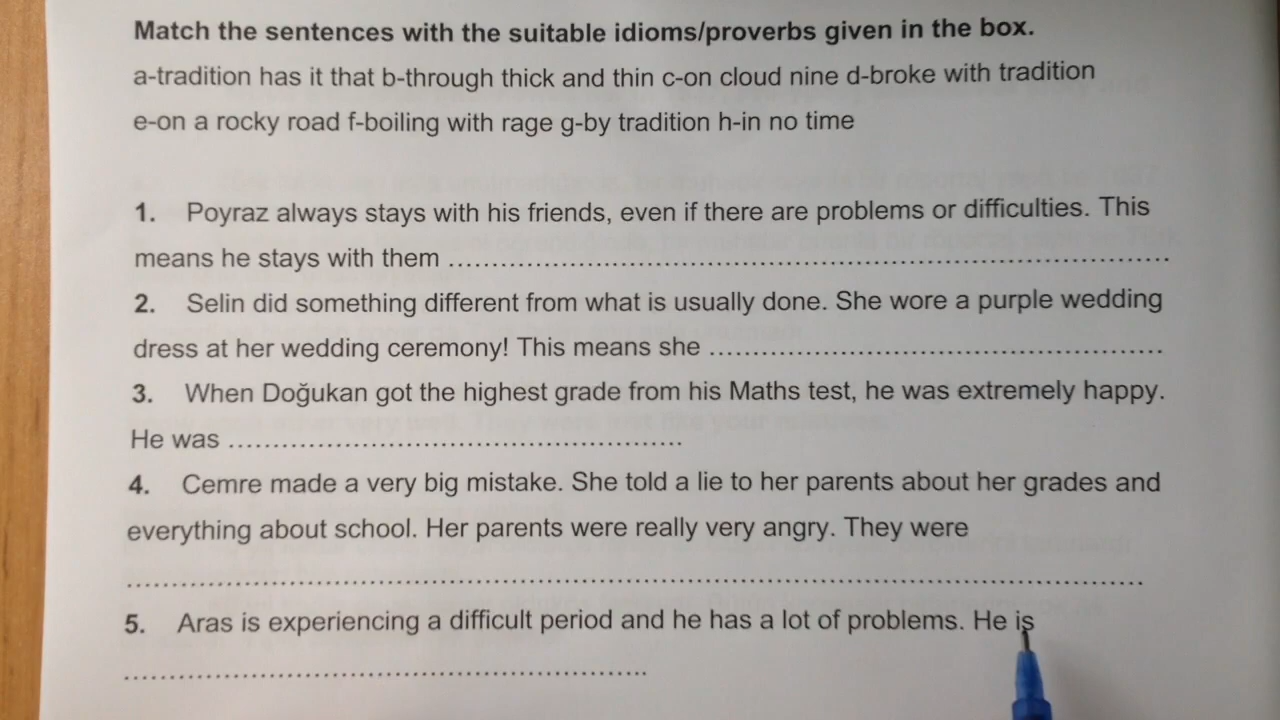 Match the sentences with the suitable idioms/proverbs given in the box.
a-tradition has it that b-through thick and thin c-on cloud nine d-broke with tradition
e-on a rocky road f-boiling with rage g-by tradition h-in no time
1. Poyraz always stays with his friends, even if there are problems or difficulties. This
means he stays with them ........................................................................................
2. Selin did something different from what is usually done. She wore a purple wedding
dress at her wedding ceremony! This means she ......................................................
3. When Doğukan got the highest grade from his Maths test, he was extremely happy.
He was ......................................................
4. Cemre made a very big mistake. She told a lie to her parents about her grades and
everything about school. Her parents were really very angry. They were
..............................................................................................................................
5. Aras is experiencing a difficult period and he has a lot of problems. He is
................................................................